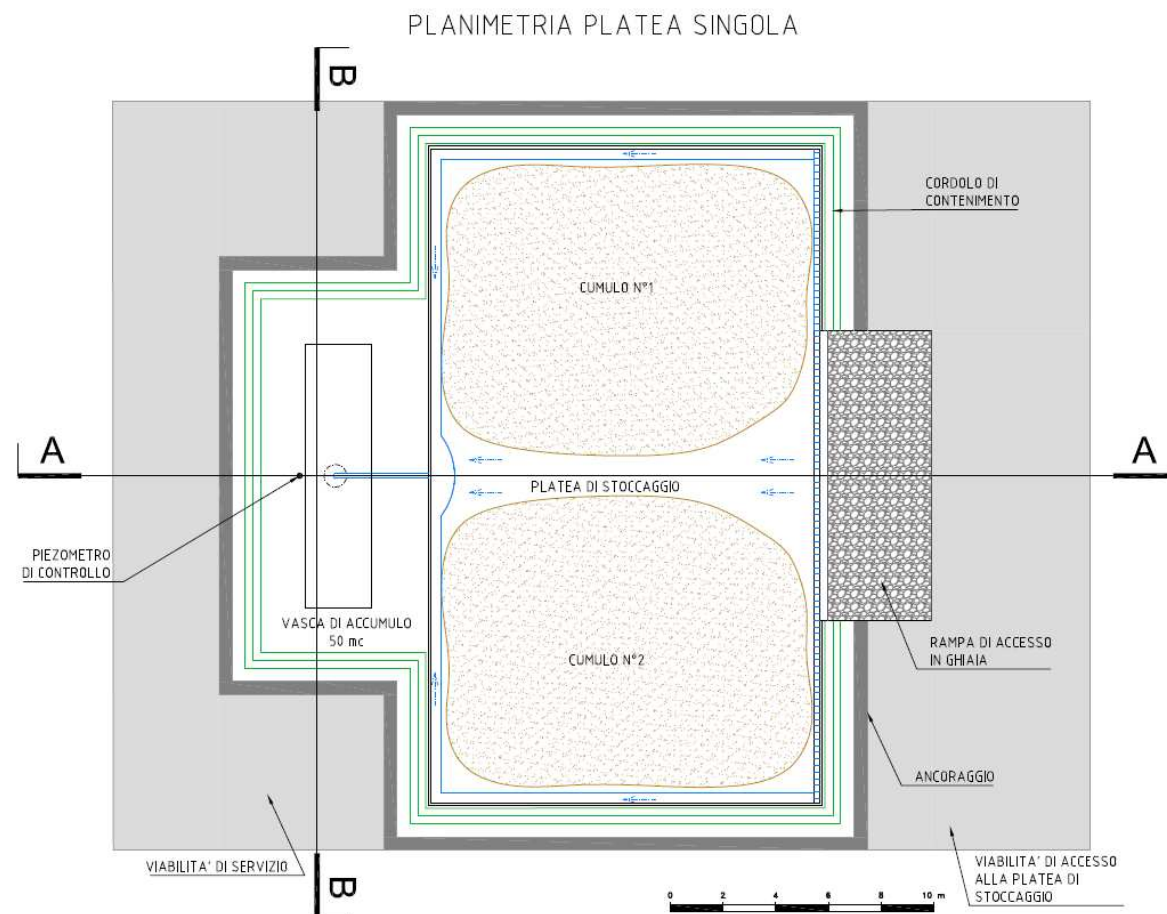 PLANIMETRIA PLATEA SINGOLA
B
CORDOLO DI
CONTENIMENTO
CUMULO N°1
A
A
PLATEA DI STOCCAGGIO
PIEZOMETRO
DI CONTROLLO
VASCA DI ACCUMULO
50 mc
CUMULO N°2
RAMPA DI ACCESSO
IN GHIAIA
ANCORAGGIO
VIABILITA' DI SERVIZIO
B
VIABILITA' DI ACCESSO
ALLA PLATEA DI
STOCCAGGIO
0 2 4 6 8 10 m